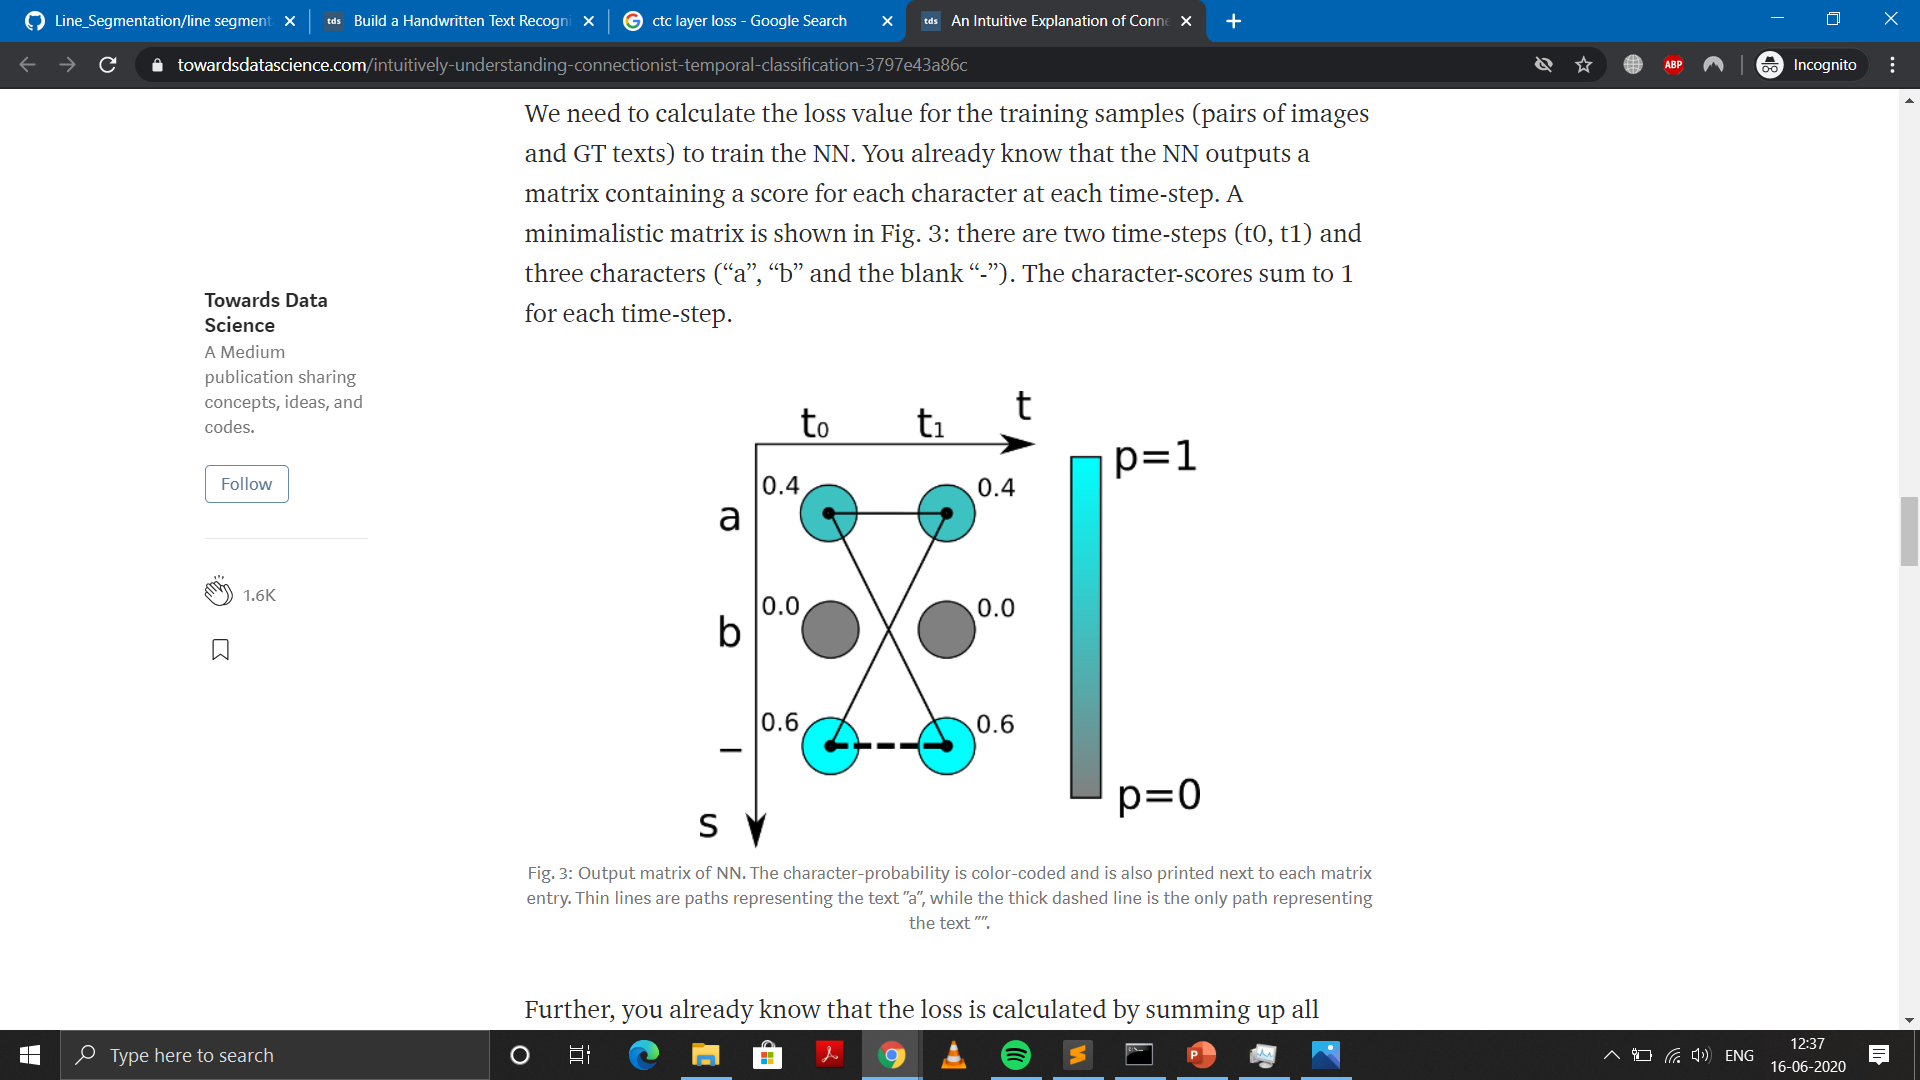 Line_Segmentation/line segment
Build a Handwritten Text Recogni
ctc layer loss - Google Search
An Intuitive Explanation of Conne
towardsdatascience.com/intuitively-understanding-connectionist-temporal-classification-3797e43a86c
ABP
Incognito
We need to calculate the loss value for the training samples (pairs of images
and GT texts) to train the NN. You already know that the NN outputs a
matrix containing a score for each character at each time-step. A
minimalistic matrix is shown in Fig. 3: there are two time-steps (t0, t1) and
three characters (“a”, “b” and the blank “-”). The character-scores sum to 1
for each time-step.
Towards Data
Science
A Medium
publication sharing
concepts, ideas, and
codes.
Follow
1.6K
t0 t1 t
a 0.4 0.4
b 0.0 0.0
– 0.6 0.6
s
p=1
p=0
Fig. 3: Output matrix of NN. The character-probability is color-coded and is also printed next to each matrix
entry. Thin lines are paths representing the text ”a”, while the thick dashed line is the only path representing
the text ””.
Further, you already know that the loss is calculated by summing up all
Type here to search
ENG
12:37
16-06-2020